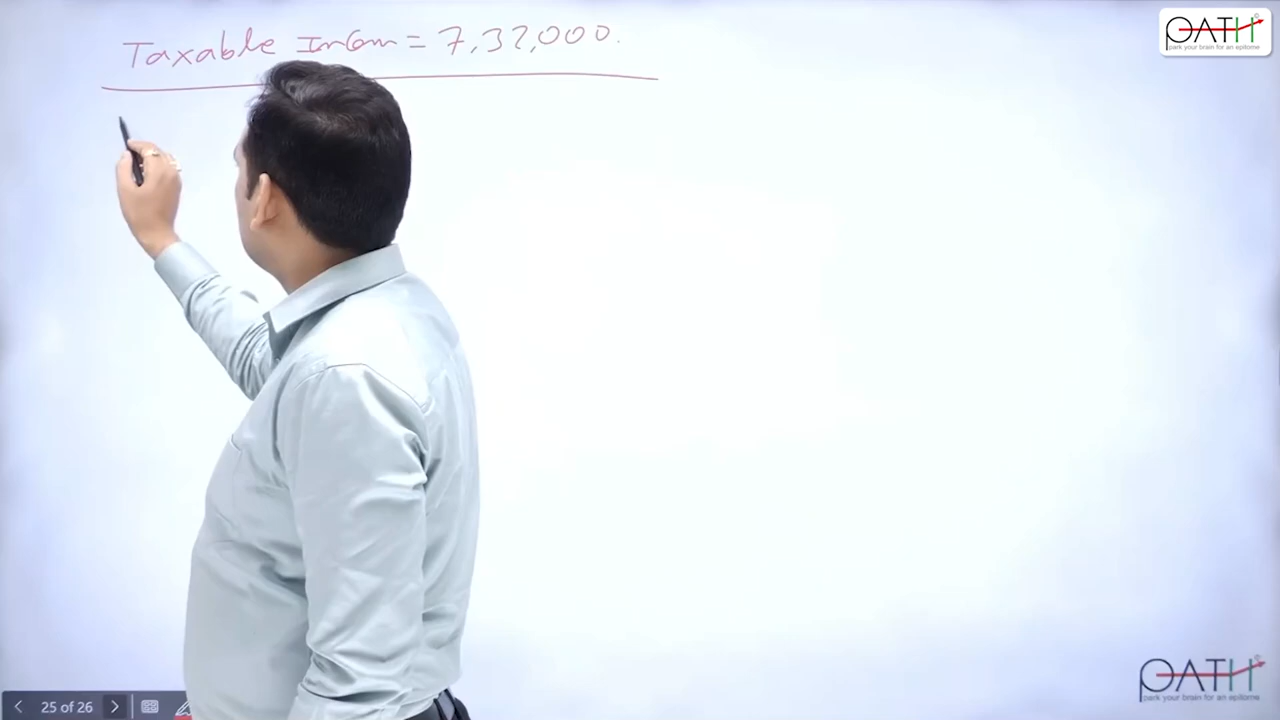 Taxable Incom = 7,32,000.
PATH
park your brain for an epitome
25 of 26
PATH
park your brain for an epitome